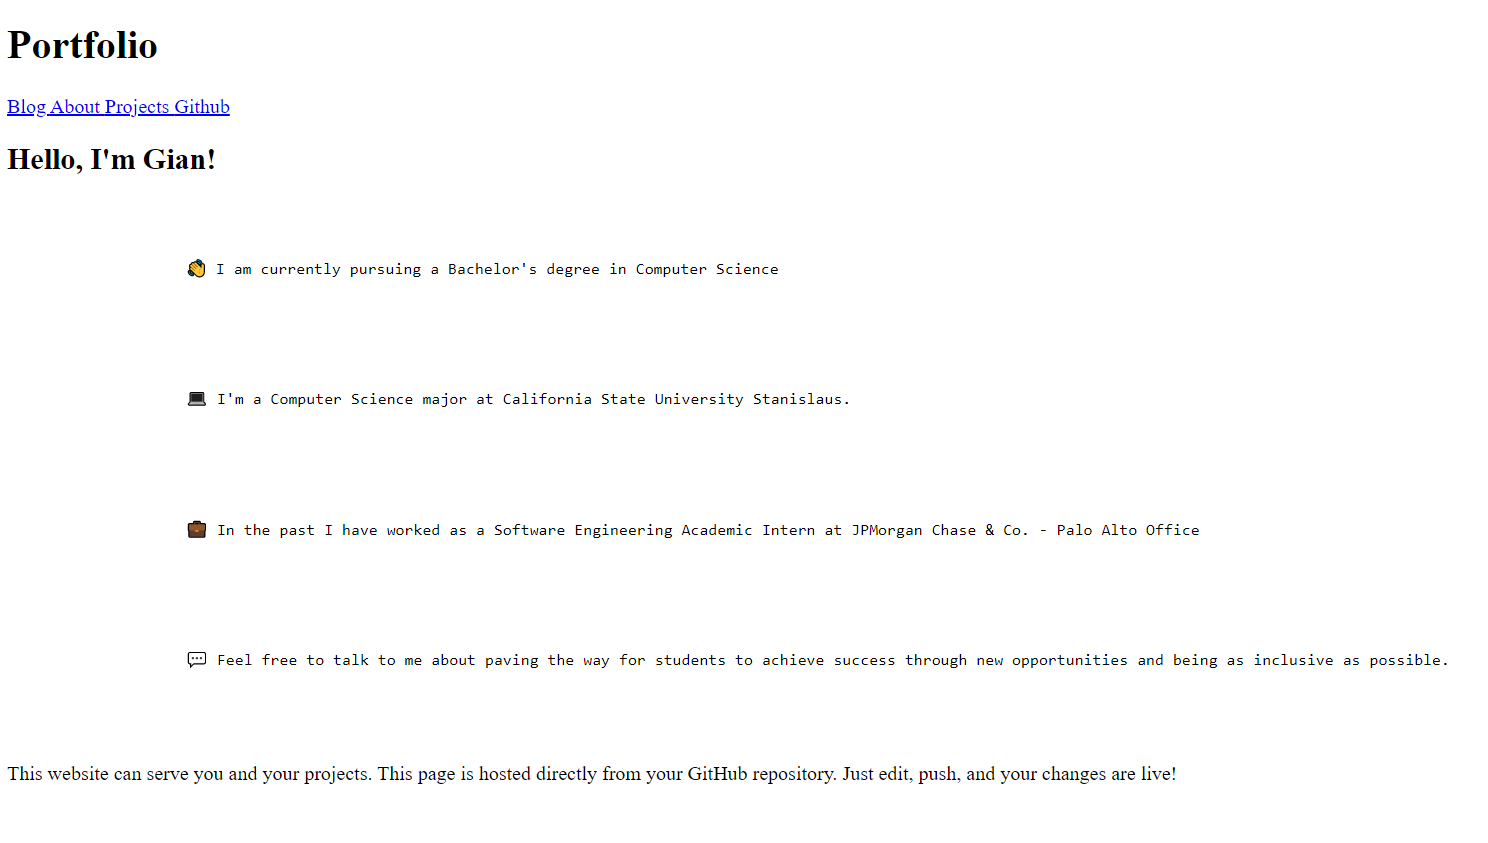 Portfolio
Blog About Projects Github
Hello, I'm Gian!
👋 I am currently pursuing a Bachelor's degree in Computer Science
💻 I'm a Computer Science major at California State University Stanislaus.
💼 In the past I have worked as a Software Engineering Academic Intern at JPMorgan Chase & Co. - Palo Alto Office
💬 Feel free to talk to me about paving the way for students to achieve success through new opportunities and being as inclusive as possible.
This website can serve you and your projects. This page is hosted directly from your GitHub repository. Just edit, push, and your changes are live!